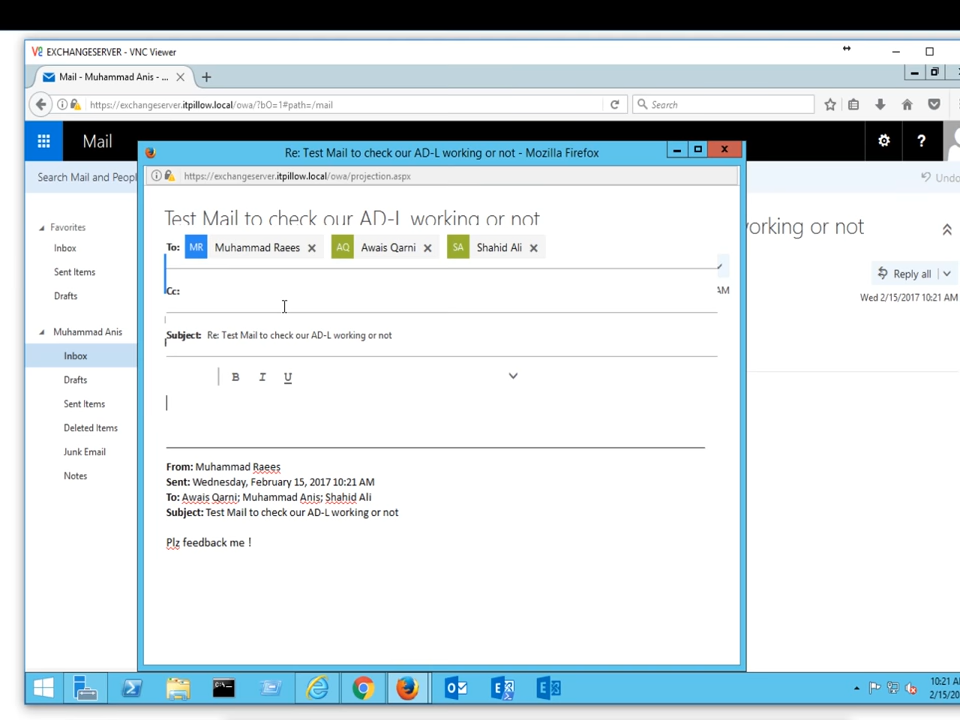 EXCHANGESERVER - VNC Viewer
Mail - Muhammad Anis - ...
https://exchangeserver.itpillow.local/owa/?bO=1#path=/mail
Search
Mail
Re: Test Mail to check our AD-L working or not - Mozilla Firefox
https://exchangeserver.itpillow.local/owa/projection.aspx
Search Mail and Peopl
Undo
Test Mail to check our AD-L working or not
orking or not
Favorites
Inbox
Sent Items
Drafts
To: MR Muhammad Raees AQ Awais Qarni SA Shahid Ali
Reply all
Cc:
AM
Wed 2/15/2017 10:21 AM
Subject: Re: Test Mail to check our AD-L working or not
Muhammad Anis
Inbox
Drafts
Sent Items
Deleted Items
Junk Email
Notes
B I U
From: Muhammad Raees
Sent: Wednesday, February 15, 2017 10:21 AM
To: Awais Qarni; Muhammad Anis; Shahid Ali
Subject: Test Mail to check our AD-L working or not
Plz feedback me !
10:21 A
2/15/20